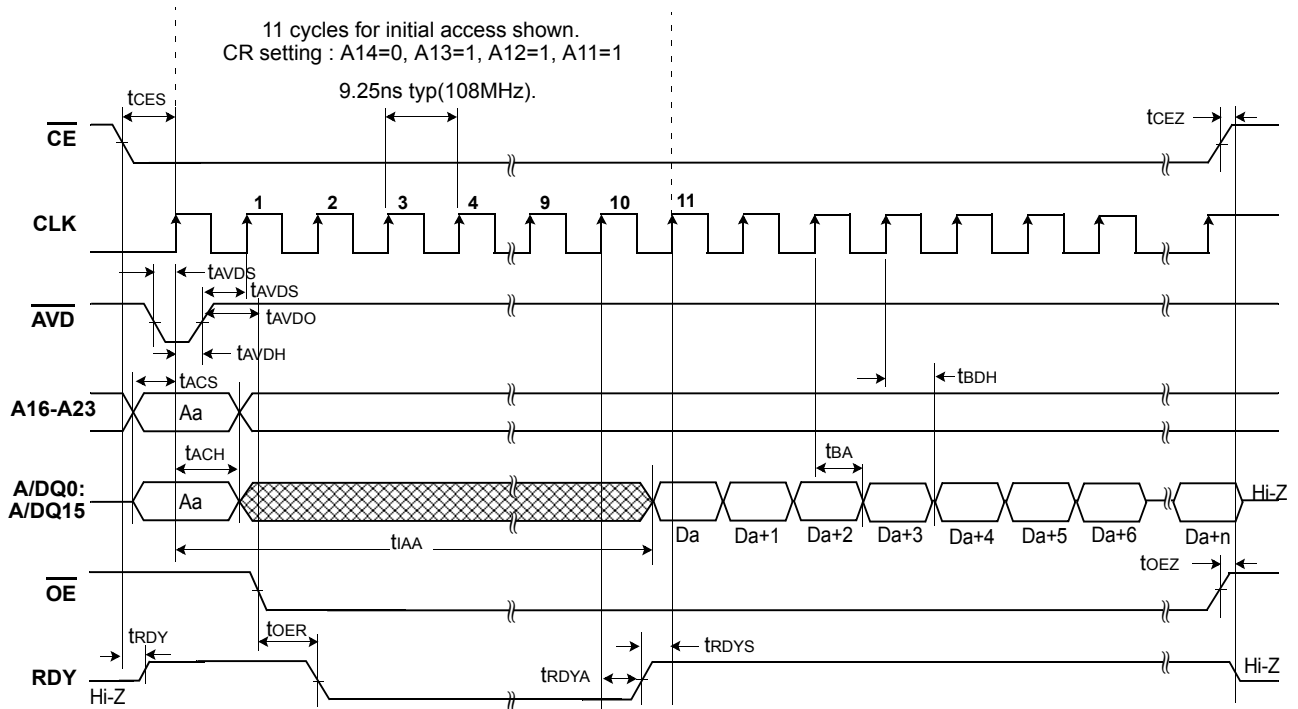 11 cycles for initial access shown.
CR setting : A14=0, A13=1, A12=1, A11=1
9.25ns typ(108MHz).
tCES
tCEZ
CE
1 2 3 4 9 10 11
CLK
tAVDS
tAVDS
AVD
tAVDO
tAVDH
tACS
tBDH
A16-A23
Aa
tACH
tBA
A/DQ0:
A/DQ15
Aa
Hi-Z
tIAA
Da Da+1 Da+2 Da+3 Da+4 Da+5 Da+6 Da+n
tOEZ
OE
tOER
tRDY
tRDYS
RDY
tRDYA
Hi-Z
Hi-Z